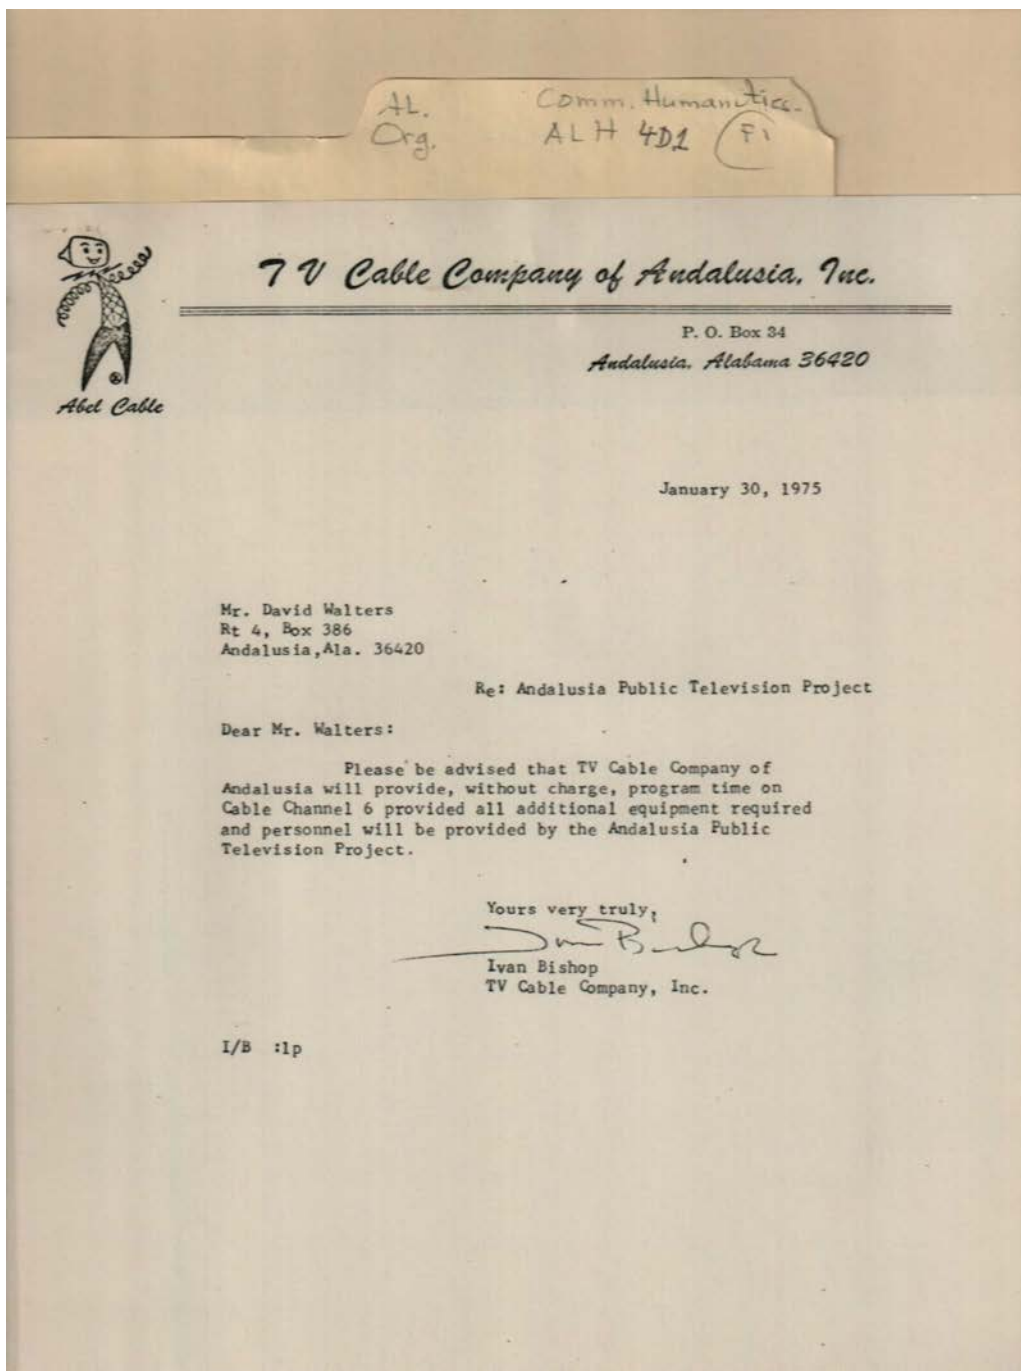 AL. Comm. Humanities.
Org. ALH 4D1 F1
TV Cable Company of Andalusia, Inc.
P. O. Box 34
Andalusia, Alabama 36420
Abel Cable
January 30, 1975
Mr. David Walters
Rt 4, Box 386
Andalusia,Ala. 36420
Re: Andalusia Public Television Project
Dear Mr. Walters:
Please be advised that TV Cable Company of
Andalusia will provide, without charge, program time on
Cable Channel 6 provided all additional equipment required
and personnel will be provided by the Andalusia Public
Television Project.
Yours very truly,
Ivan Bishop
Ivan Bishop
TV Cable Company, Inc.
I/B :lp